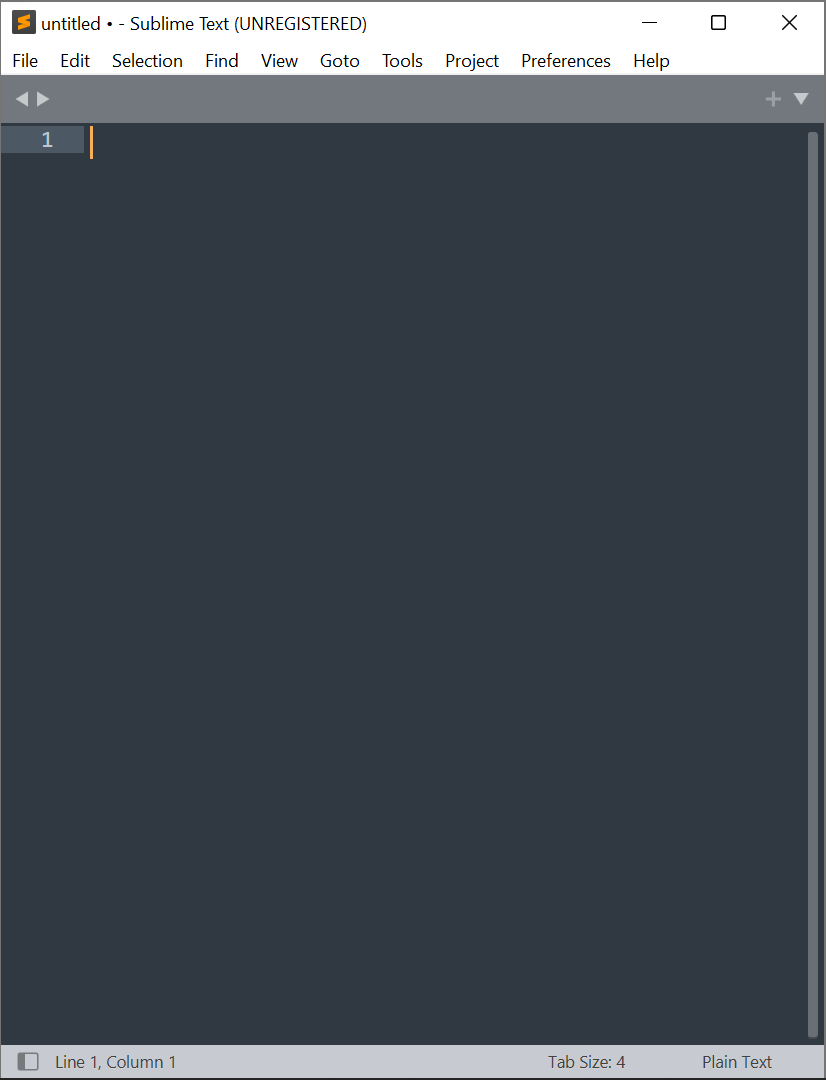 untitled • - Sublime Text (UNREGISTERED)
File Edit Selection Find View Goto Tools Project Preferences Help
1
Line 1, Column 1 Tab Size: 4 Plain Text